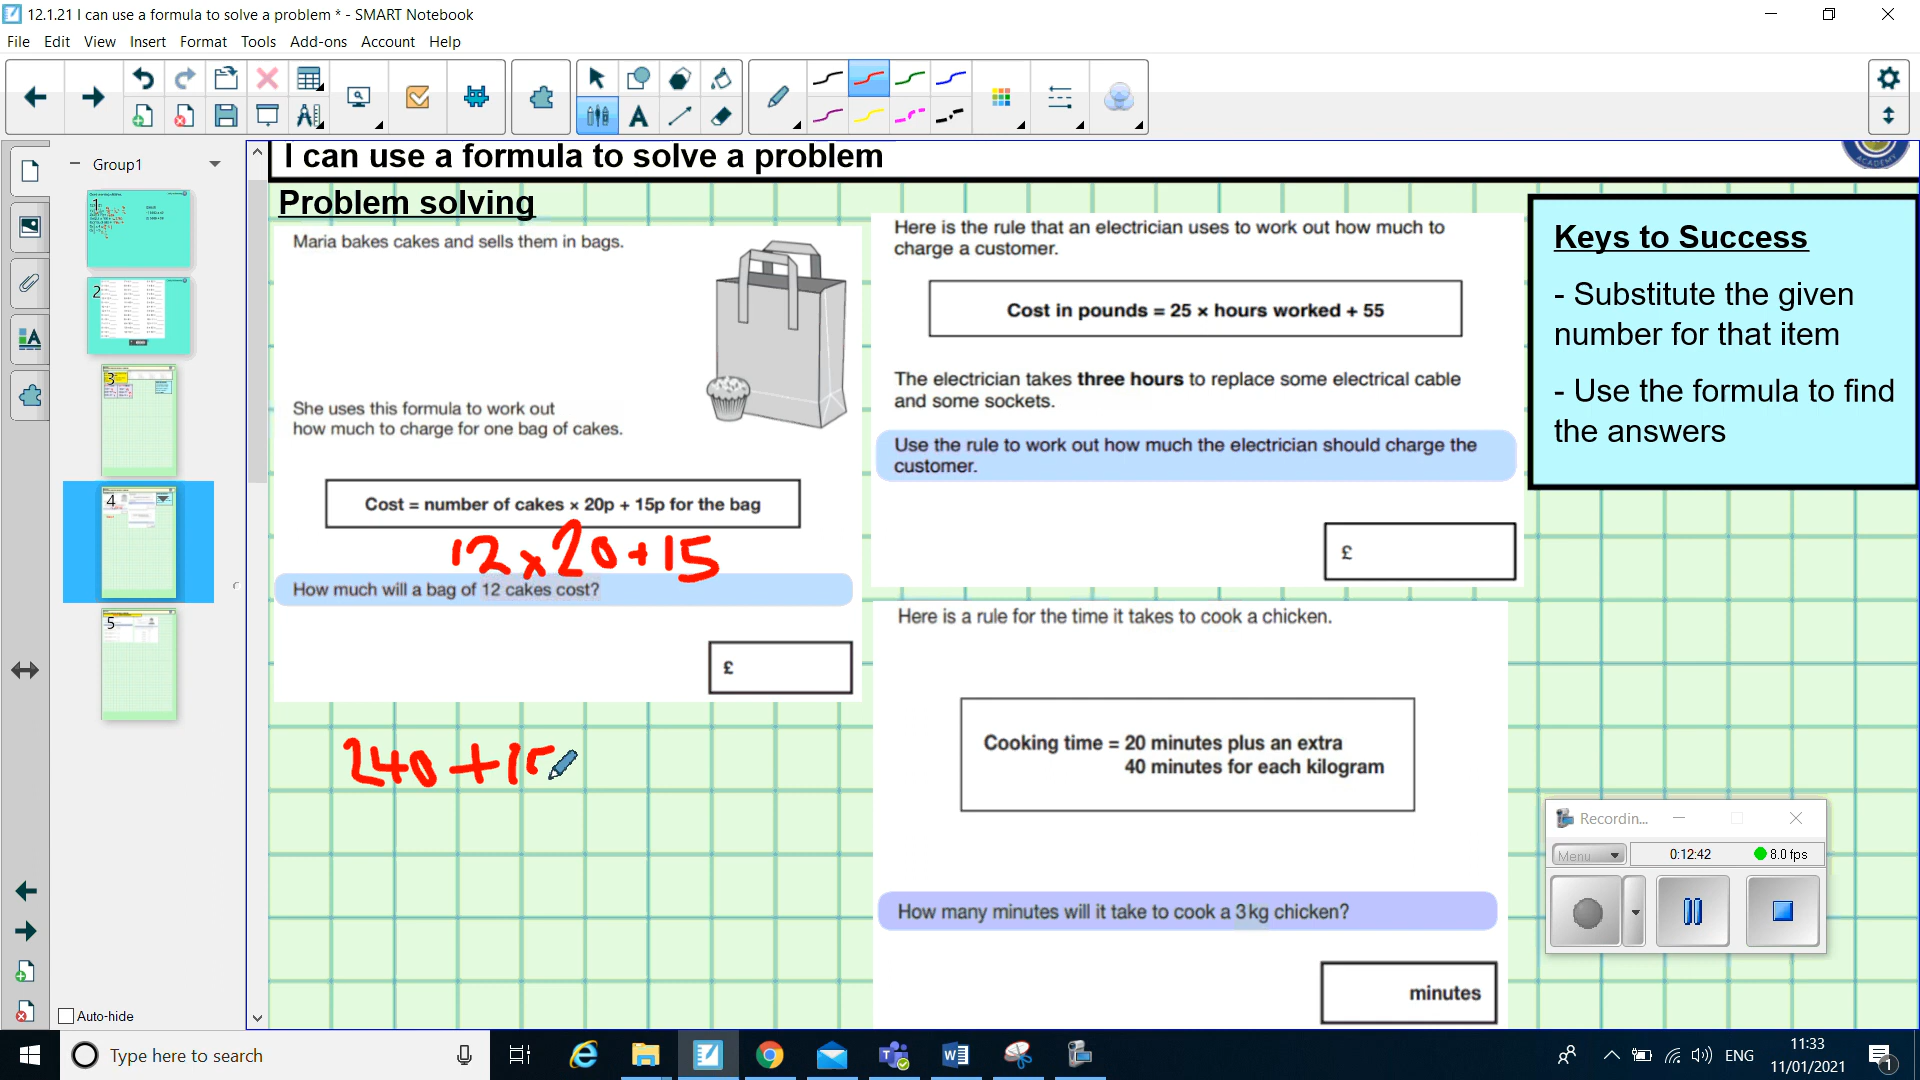 12.1.21 I can use a formula to solve a problem * - SMART Notebook
File Edit View Insert Format Tools Add-ons Account Help
Group1
1
2
3
4
5
Auto-hide
I can use a formula to solve a problem
ACADEMY
Problem solving
Maria bakes cakes and sells them in bags.
She uses this formula to work out
how much to charge for one bag of cakes.
Cost = number of cakes × 20p + 15p for the bag
12 x 20 + 15
How much will a bag of 12 cakes cost?
£
240 + 15
Here is the rule that an electrician uses to work out how much to
charge a customer.
Cost in pounds = 25 × hours worked + 55
The electrician takes three hours to replace some electrical cable
and some sockets.
Use the rule to work out how much the electrician should charge the
customer.
£
Here is a rule for the time it takes to cook a chicken.
Cooking time = 20 minutes plus an extra
40 minutes for each kilogram
How many minutes will it take to cook a 3 kg chicken?
minutes
Keys to Success
- Substitute the given
number for that item
- Use the formula to find
the answers
Recordin...
Menu
0:12:42
8.0 fps
Type here to search
ENG
11:33
11/01/2021
1